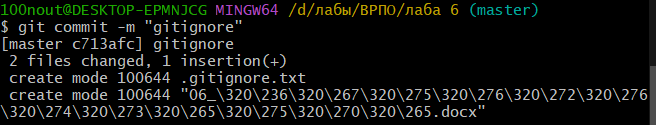 100nout@DESKTOP-EPMNJCG MINGW64 /d/лабы/ВРПО/лаба 6 (master)
$ git commit -m "gitignore"
[master c713afc] gitignore
 2 files changed, 1 insertion(+)
 create mode 100644 .gitignore.txt
 create mode 100644 "06_\320\236\320\267\320\275\320\276\320\272\320\276
\320\274\320\273\320\265\320\275\320\270\320\265.docx"